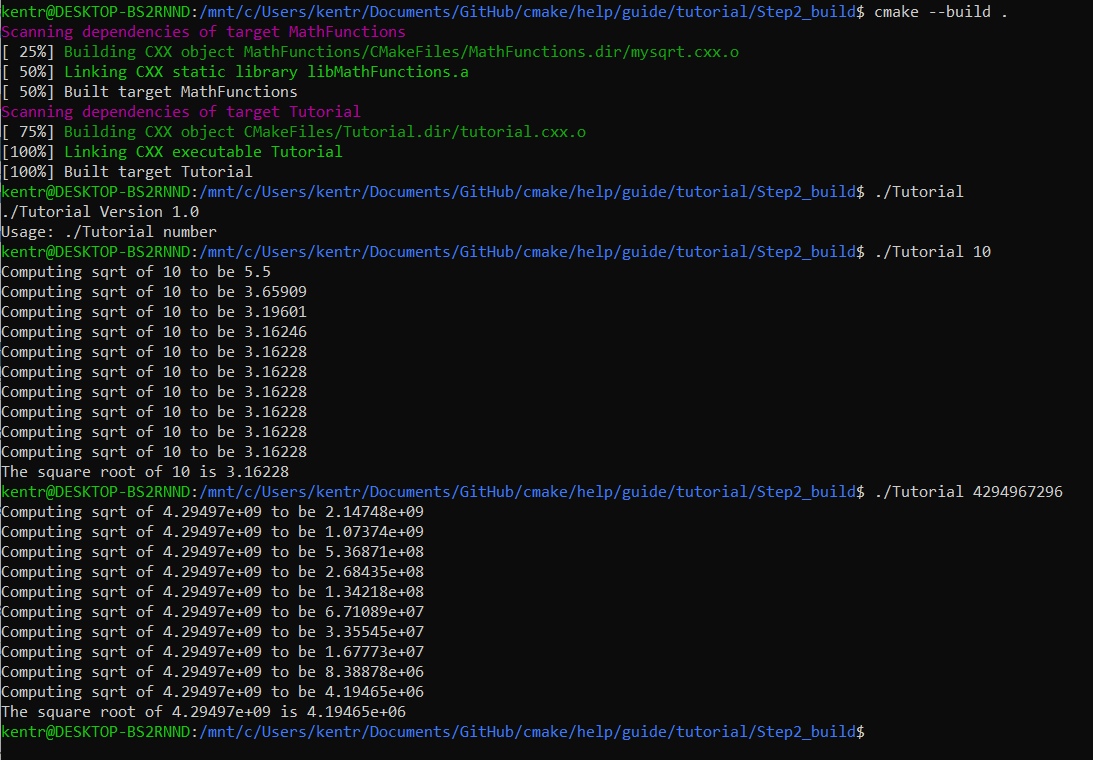 kentr@DESKTOP-BS2RNND:/mnt/c/Users/kentr/Documents/GitHub/cmake/help/guide/tutorial/Step2_build$ cmake --build .
Scanning dependencies of target MathFunctions
[ 25%] Building CXX object MathFunctions/CMakeFiles/MathFunctions.dir/mysqrt.cxx.o
[ 50%] Linking CXX static library libMathFunctions.a
[ 50%] Built target MathFunctions
Scanning dependencies of target Tutorial
[ 75%] Building CXX object CMakeFiles/Tutorial.dir/tutorial.cxx.o
[100%] Linking CXX executable Tutorial
[100%] Built target Tutorial
kentr@DESKTOP-BS2RNND:/mnt/c/Users/kentr/Documents/GitHub/cmake/help/guide/tutorial/Step2_build$ ./Tutorial
./Tutorial Version 1.0
Usage: ./Tutorial number
kentr@DESKTOP-BS2RNND:/mnt/c/Users/kentr/Documents/GitHub/cmake/help/guide/tutorial/Step2_build$ ./Tutorial 10
Computing sqrt of 10 to be 5.5
Computing sqrt of 10 to be 3.65909
Computing sqrt of 10 to be 3.19601
Computing sqrt of 10 to be 3.16246
Computing sqrt of 10 to be 3.16228
Computing sqrt of 10 to be 3.16228
Computing sqrt of 10 to be 3.16228
Computing sqrt of 10 to be 3.16228
Computing sqrt of 10 to be 3.16228
Computing sqrt of 10 to be 3.16228
The square root of 10 is 3.16228
kentr@DESKTOP-BS2RNND:/mnt/c/Users/kentr/Documents/GitHub/cmake/help/guide/tutorial/Step2_build$ ./Tutorial 4294967296
Computing sqrt of 4.29497e+09 to be 2.14748e+09
Computing sqrt of 4.29497e+09 to be 1.07374e+09
Computing sqrt of 4.29497e+09 to be 5.36871e+08
Computing sqrt of 4.29497e+09 to be 2.68435e+08
Computing sqrt of 4.29497e+09 to be 1.34218e+08
Computing sqrt of 4.29497e+09 to be 6.71089e+07
Computing sqrt of 4.29497e+09 to be 3.35545e+07
Computing sqrt of 4.29497e+09 to be 1.67773e+07
Computing sqrt of 4.29497e+09 to be 8.38878e+06
Computing sqrt of 4.29497e+09 to be 4.19465e+06
The square root of 4.29497e+09 is 4.19465e+06
kentr@DESKTOP-BS2RNND:/mnt/c/Users/kentr/Documents/GitHub/cmake/help/guide/tutorial/Step2_build$